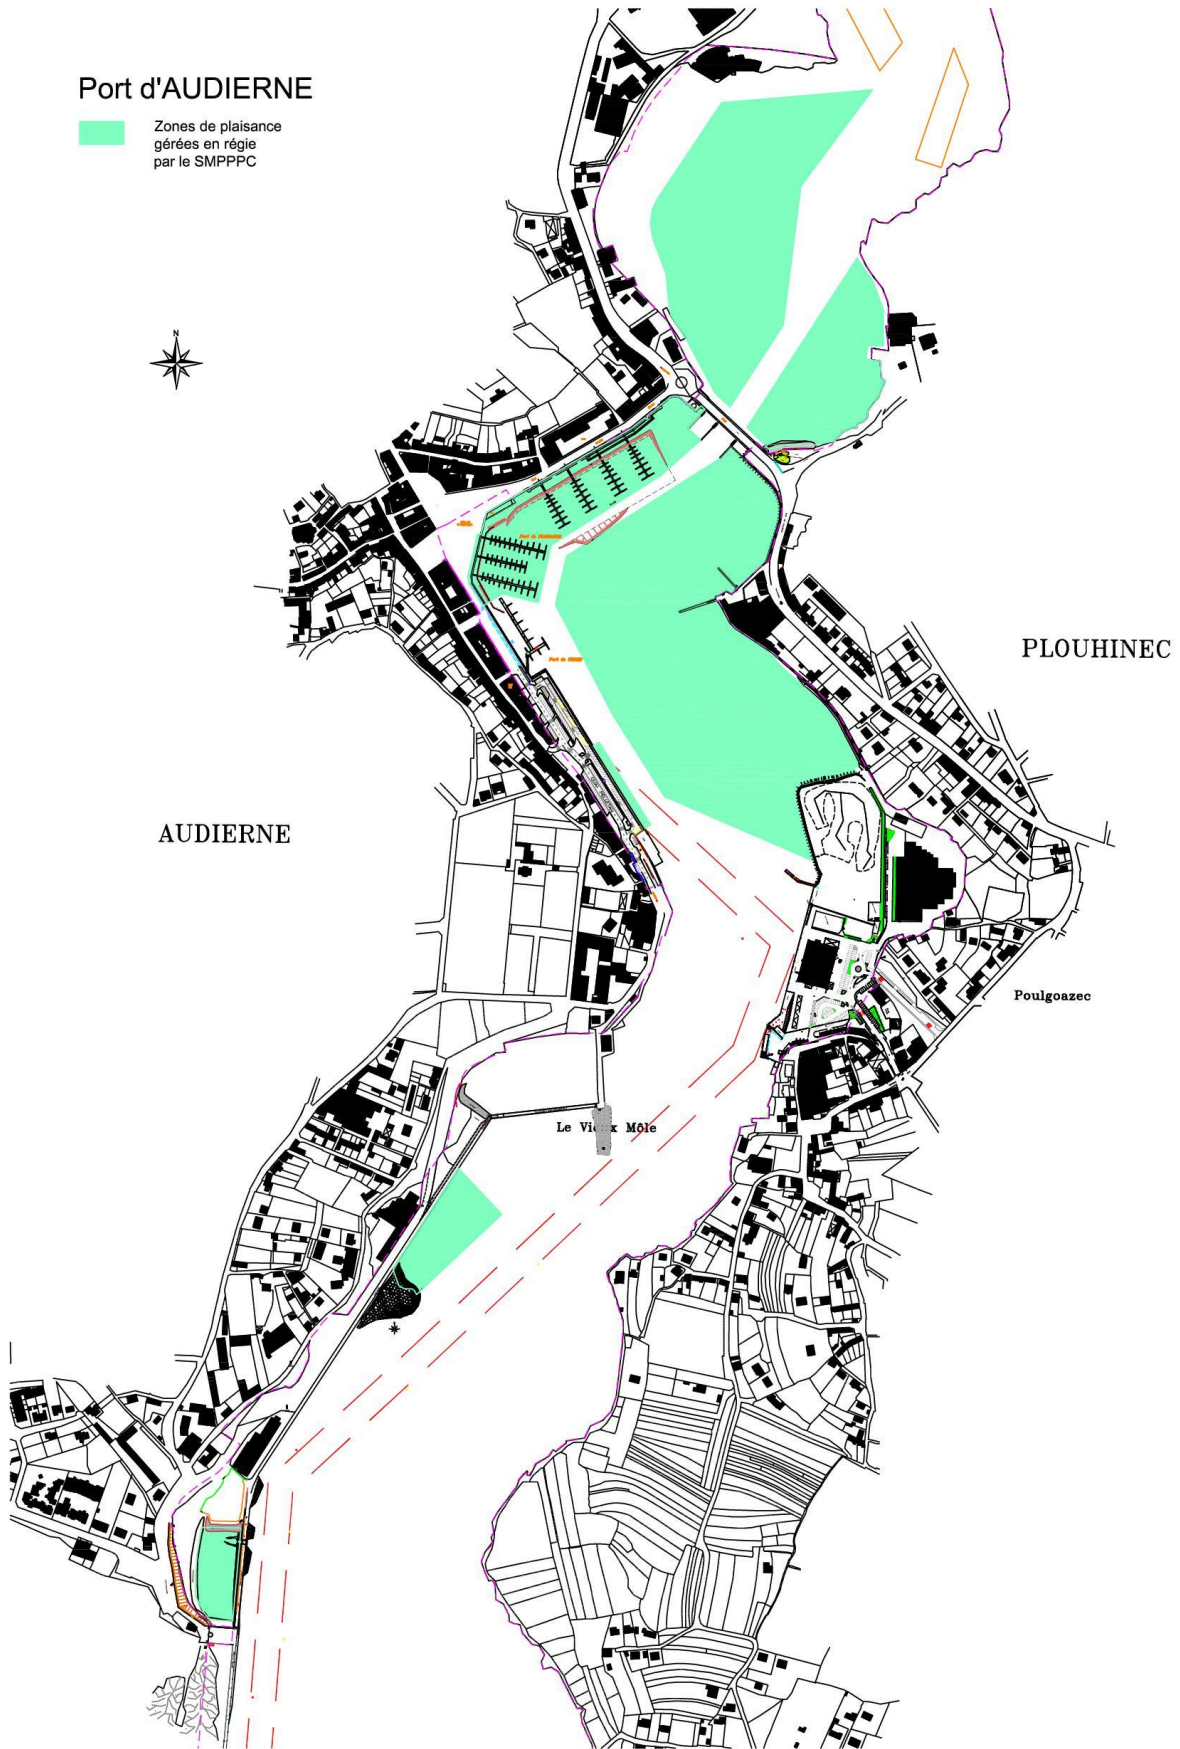 Port d'AUDIERNE
Zones de plaisance
gérées en régie
par le SMPPPC
N
PLOUHINEC
AUDIERNE
Poulgoazec
Le Vieux Môle